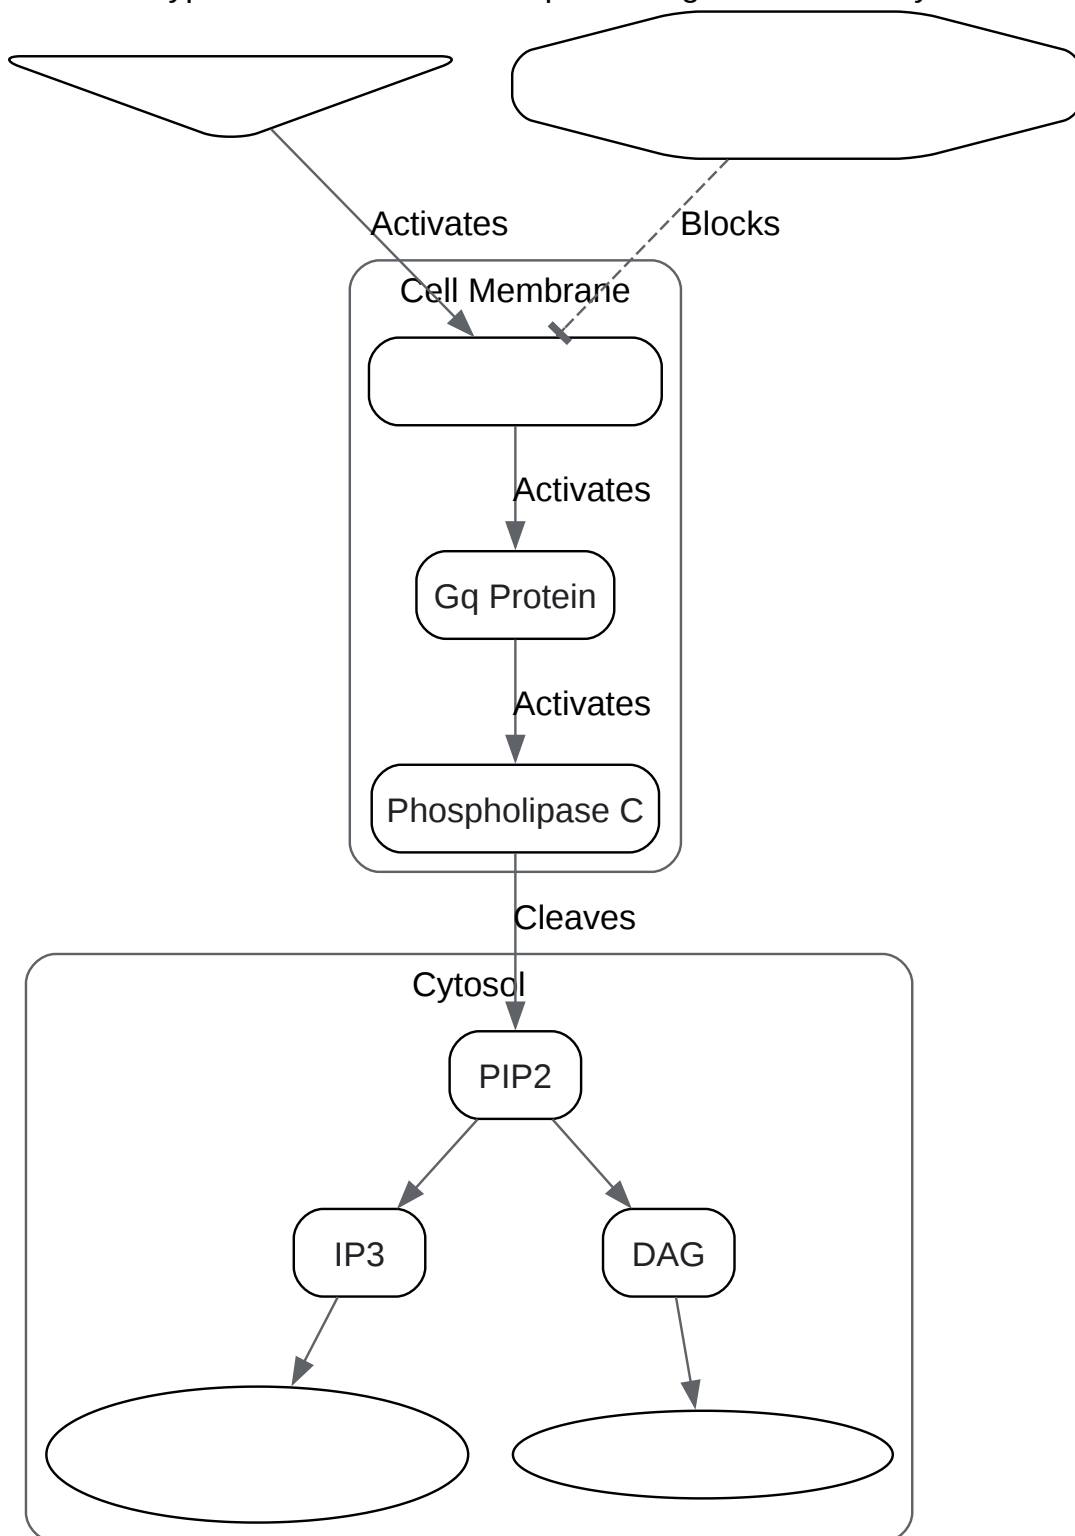 Activates
Blocks
Cell Membrane
Activates
Gq Protein
Activates
Phospholipase C
Cleaves
Cytosol
PIP2
IP3
DAG